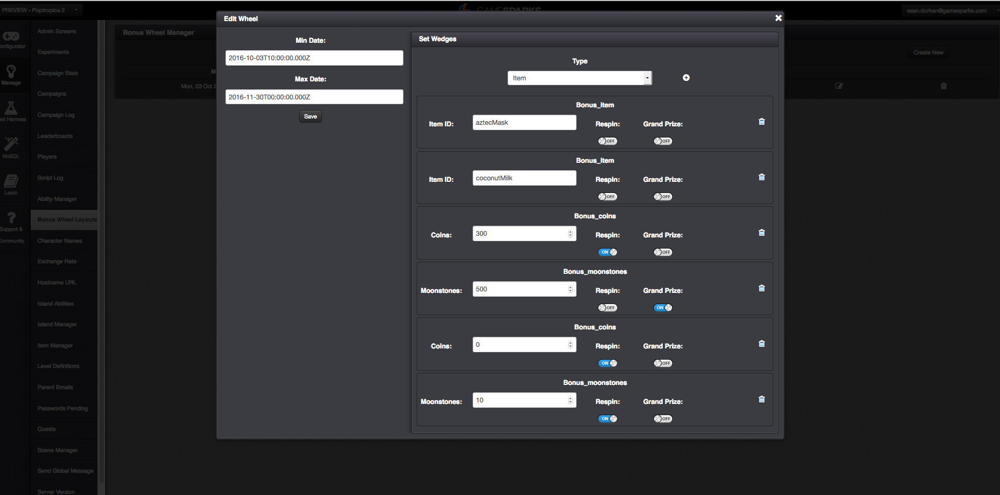 PREVIEW - Poptropica 2
GAMESPARKS
sean.durkan@gamesparks.com
Manage
NoSQL
Learn
Support &
Admin Screens
Experiments
Campaign Stats
Campaigns
Campaign Log
Leaderboards
Players
Script Log
Ability Manager
Bonus Wheel Layouts
Character Names
Exchange Rate
Hostname URL
Island Abilities
Island Manager
Item Manager
Level Definitions
Parent Emails
Passwords Pending
Quests
Scene Manager
Send Global Message
Server Version
Bonus Wheel Manager
Create New
Mon, 03 Oct 2
Edit Wheel
Min Date:
2016-10-03T10:00:00.000Z
Max Date:
2016-11-30T00:00:00.000Z
Save
Set Wedges
Type
Item
Bonus_item
Item ID: aztecMask Respin: Grand Prize:
OFF OFF
Bonus_item
Item ID: coconutMilk Respin: Grand Prize:
OFF OFF
Bonus_coins
Coins: 300 Respin: Grand Prize:
ON OFF
Bonus_moonstones
Moonstones: 500 Respin: Grand Prize:
OFF ON
Bonus_coins
Coins: 0 Respin: Grand Prize:
ON OFF
Bonus_moonstones
Moonstones: 10 Respin: Grand Prize:
ON OFF